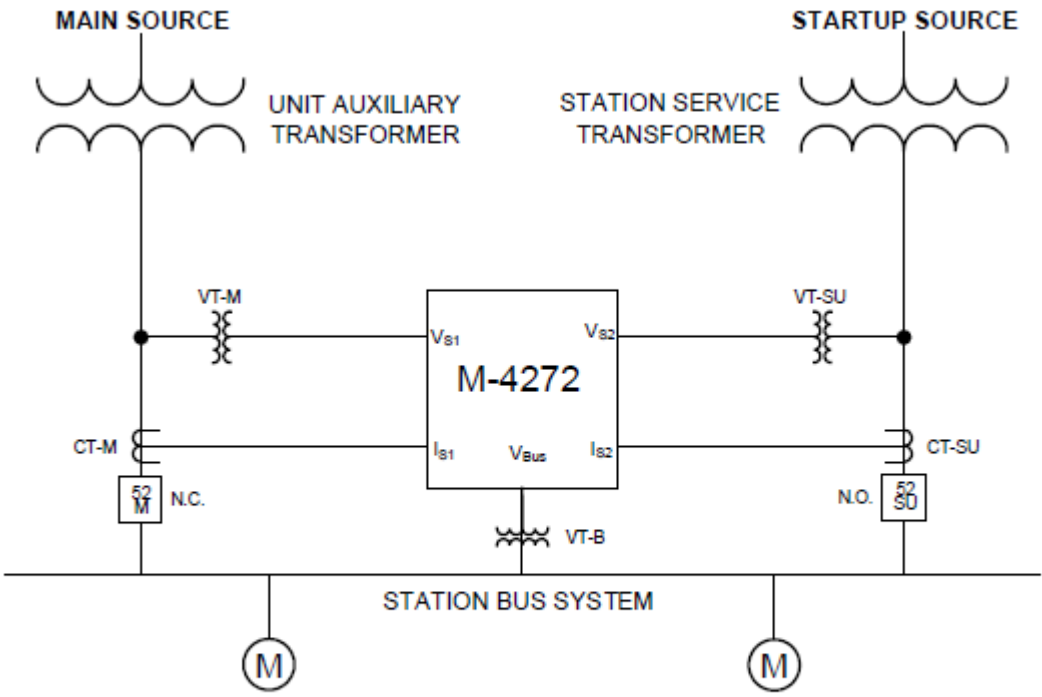 MAIN SOURCE
STARTUP SOURCE
UNIT AUXILIARY
TRANSFORMER
STATION SERVICE
TRANSFORMER
VT-M
VT-SU
VS1
VS2
M-4272
CT-M
IS1
VBus
IS2
CT-SU
52
M
N.C.
N.O.
52
SU
VT-B
STATION BUS SYSTEM
M
M